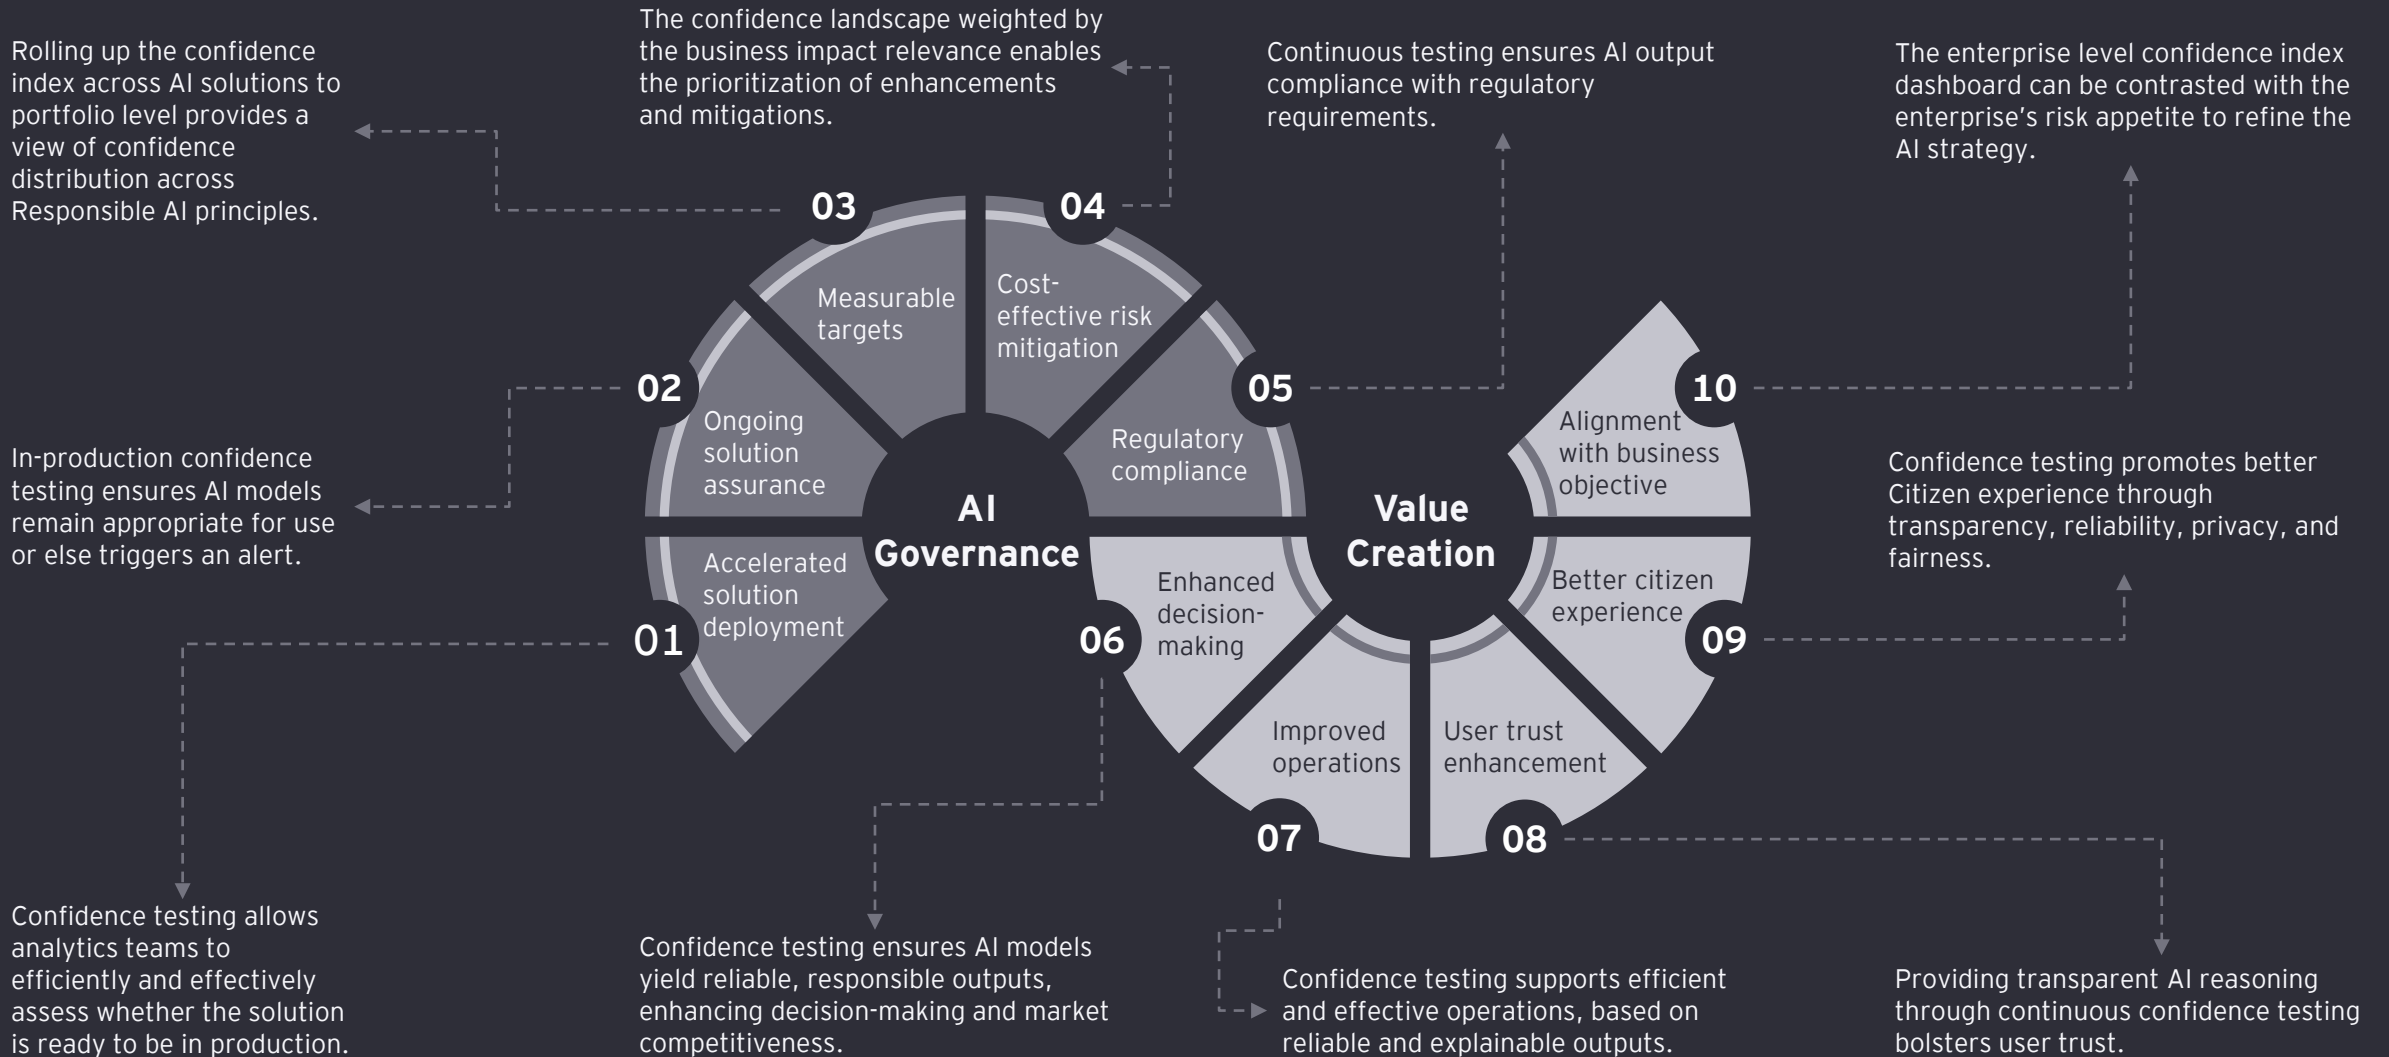 Rolling up the confidence
index across AI solutions to
portfolio level provides a
view of confidence
distribution across
Responsible AI principles.
The confidence landscape weighted by
the business impact relevance enables
the prioritization of enhancements
and mitigations.
Continuous testing ensures AI output
compliance with regulatory
requirements.
The enterprise level confidence index
dashboard can be contrasted with the
enterprise’s risk appetite to refine the
AI strategy.
03
04
Measurable
targets
Cost-
effective risk
mitigation
02
05
10
Ongoing
solution
assurance
Regulatory
compliance
Alignment
with business
objective
In-production confidence
testing ensures AI models
remain appropriate for use
or else triggers an alert.
AI
Governance
Value
Creation
Confidence testing promotes better
Citizen experience through
transparency, reliability, privacy, and
fairness.
Accelerated
solution
deployment
Enhanced
decision-
making
Better citizen
experience
01
06
09
Improved
operations
User trust
enhancement
07
08
Confidence testing allows
analytics teams to
efficiently and effectively
assess whether the solution
is ready to be in production.
Confidence testing ensures AI models
yield reliable, responsible outputs,
enhancing decision-making and market
competitiveness.
Confidence testing supports efficient
and effective operations, based on
reliable and explainable outputs.
Providing transparent AI reasoning
through continuous confidence testing
bolsters user trust.